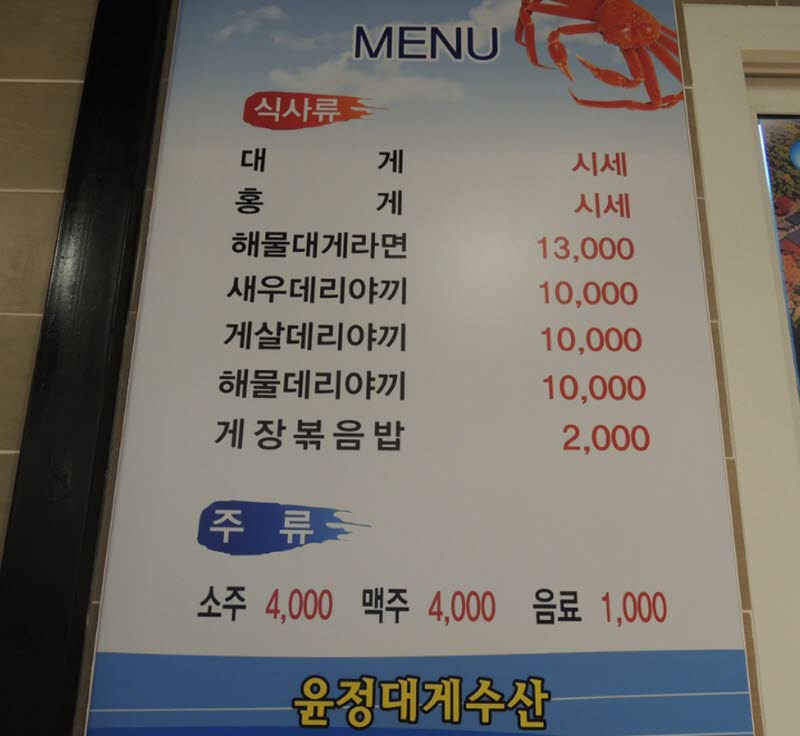 MENU
식사류
대 게 시세
홍 게 시세
해물대게라면 13,000
새우데리야끼 10,000
게살데리야끼 10,000
해물데리야끼 10,000
게장볶음밥 2,000
주 류
소주 4,000 맥주 4,000 음료 1,000
윤정대게수산